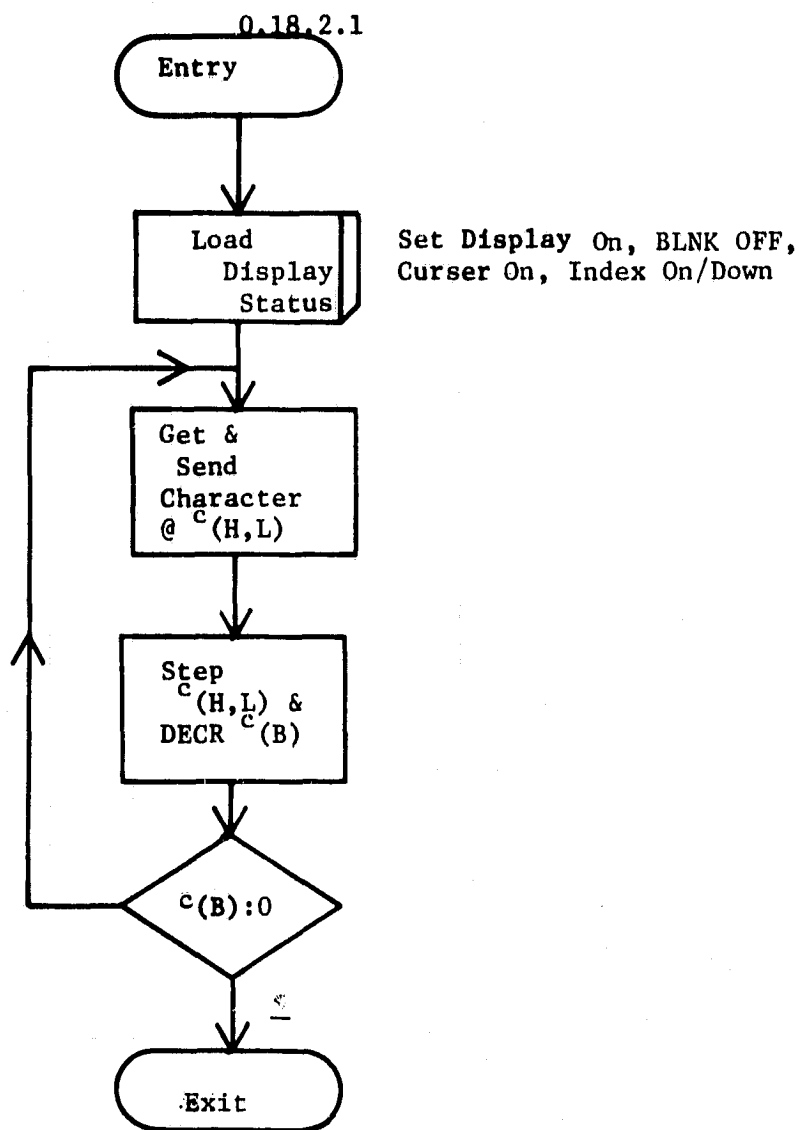 0.18.2.1
Entry
Load
Display
Status
Set Display On, BLNK OFF,
Curser On, Index On/Down
Get &
Send
Character
@ c(H,L)
Step
c(H,L) &
DECR c(B)
c(B):0
Exit